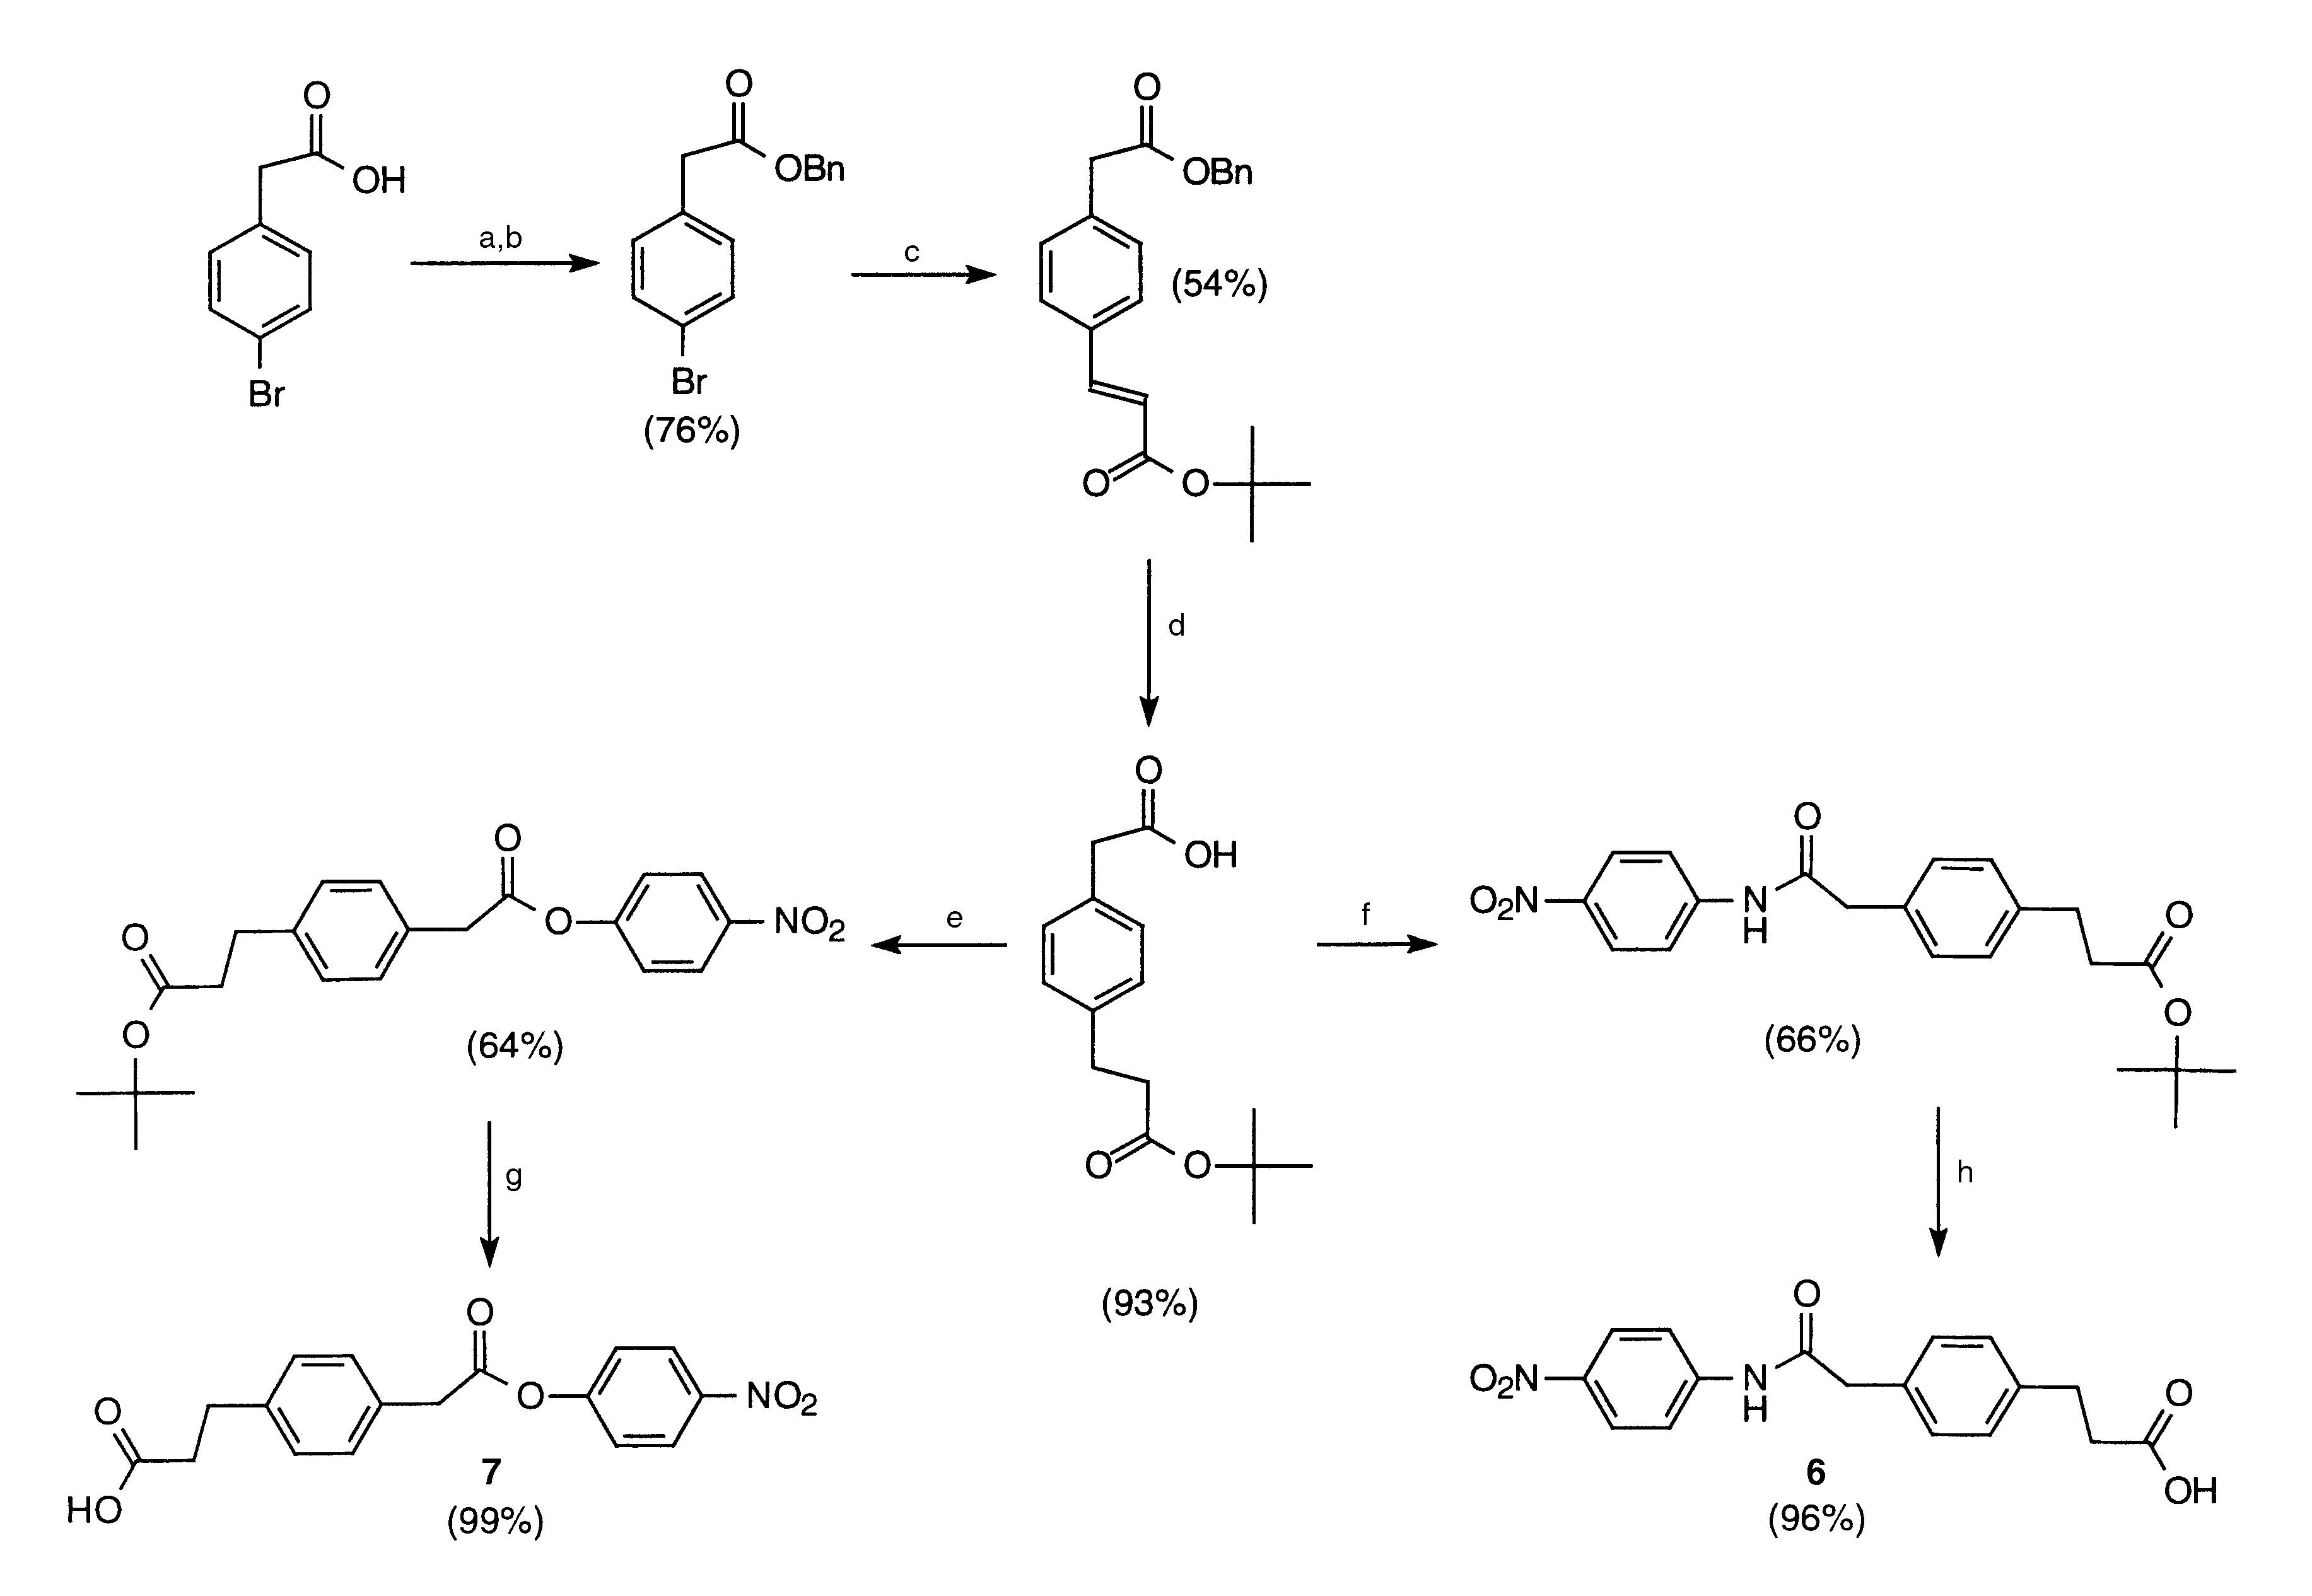 O
OH
Br
a,b
O
OBn
Br
(76%)
c
O
OBn
(54%)
O
O
d
O
OH
O
O
(93%)
e
O
O
NO2
O
O
(64%)
f
O
O2N
N
H
O
O
(66%)
g
h
O
O
NO2
O
HO
7
(99%)
O
O2N
N
H
O
OH
6
(96%)